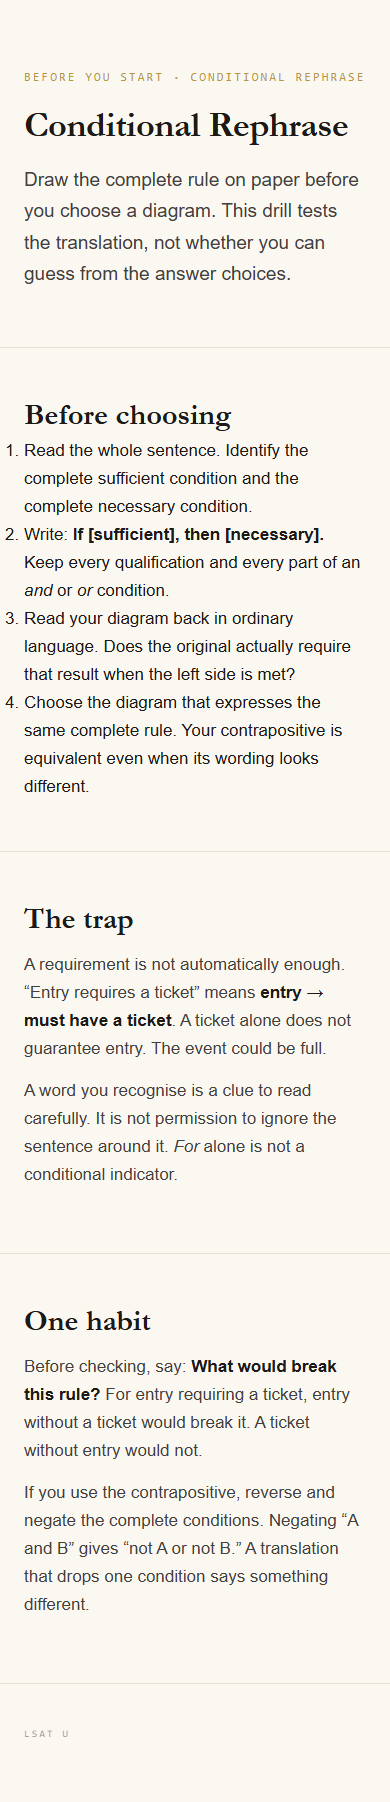 BEFORE YOU START · CONDITIONAL REPHRASE
Conditional Rephrase
Draw the complete rule on paper before
you choose a diagram. This drill tests
the translation, not whether you can
guess from the answer choices.
Before choosing
1. Read the whole sentence. Identify the
complete sufficient condition and the
complete necessary condition.
2. Write: If [sufficient], then [necessary].
Keep every qualification and every part of an
and or or condition.
3. Read your diagram back in ordinary
language. Does the original actually require
that result when the left side is met?
4. Choose the diagram that expresses the
same complete rule. Your contrapositive is
equivalent even when its wording looks
different.
The trap
A requirement is not automatically enough.
“Entry requires a ticket” means entry →
must have a ticket. A ticket alone does not
guarantee entry. The event could be full.
A word you recognise is a clue to read
carefully. It is not permission to ignore the
sentence around it. For alone is not a
conditional indicator.
One habit
Before checking, say: What would break
this rule? For entry requiring a ticket, entry
without a ticket would break it. A ticket
without entry would not.
If you use the contrapositive, reverse and
negate the complete conditions. Negating “A
and B” gives “not A or not B.” A translation
that drops one condition says something
different.
LSAT U